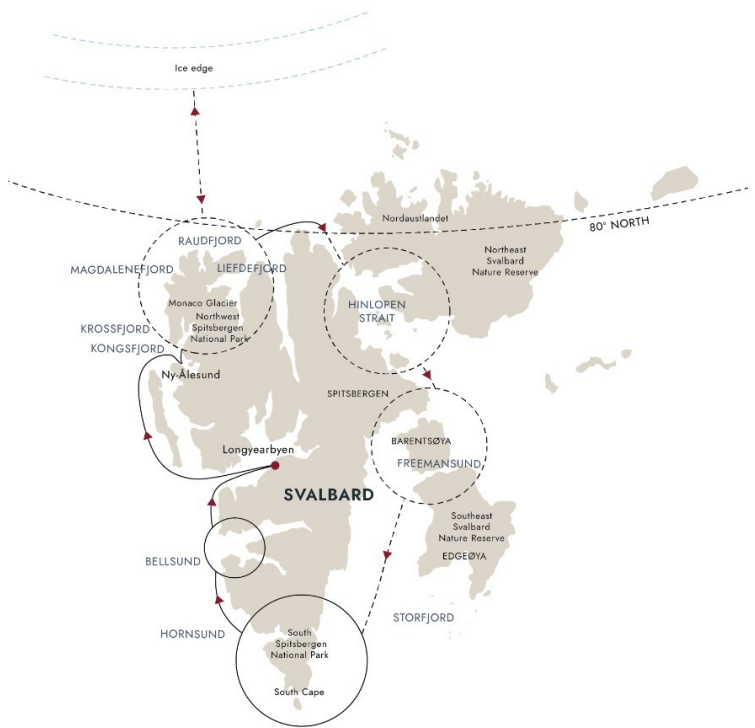 Ice edge
80° NORTH
Nordaustlandet
RAUDFJORD
Northeast
Svalbard
Nature Reserve
MAGDALENEFJORD
LIEFDEFJORD
Monaco Glacier
Northwest
Spitsbergen
National Park
HINLOPEN
STRAIT
KROSSFJORD
KONGSFJORD
Ny-Ålesund
SPITSBERGEN
BARENTSØYA
Longyearbyen
FREEMANSUND
SVALBARD
Southeast
Svalbard
Nature Reserve
EDGEØYA
BELLSUND
STORFJORD
HORNSUND
South
Spitsbergen
National Park
South Cape